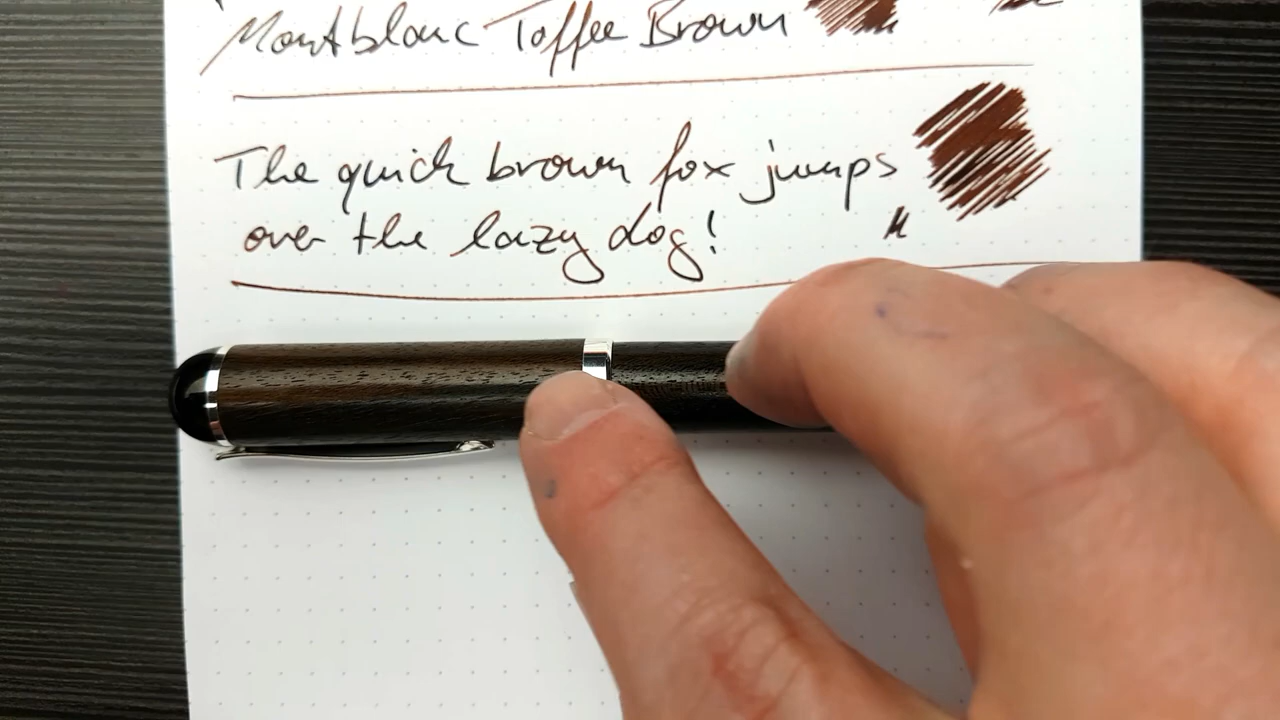 Montblanc Toffee Brown
The quick brown fox jumps
over the lazy dog!